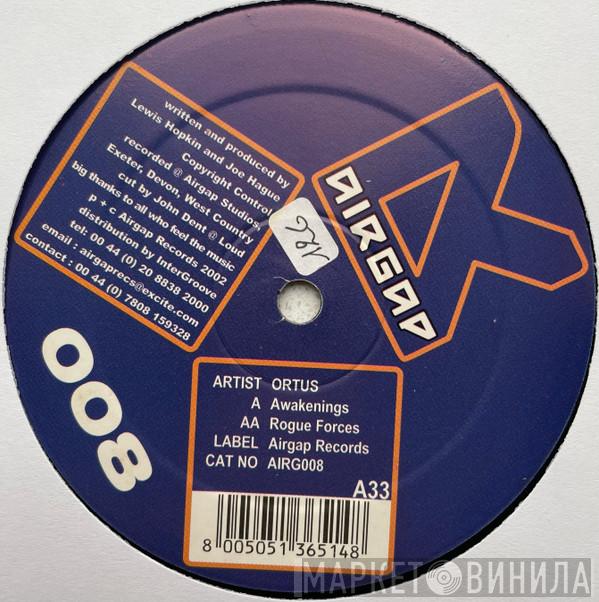 written and produced by
Lewis Hopkin and Joe Hague
Copyright Control
recorded @ Airgap Studios
Exeter, Devon, West Country
cut by John Dent @ Loud
big thanks to all who feel the music
p + c Airgap Records 2002
distribution by InterGroove
tel: 00 44 (0) 20 8838 2000
email : airgaprecs@excite.com
contact : 00 44 (0) 7808 159328
AIRGAP
008
ARTIST ORTUS
A Awakenings
AA Rogue Forces
LABEL Airgap Records
CAT NO AIRG008
A33
8 005051 365148
МАРКЕТ ВИНИЛА